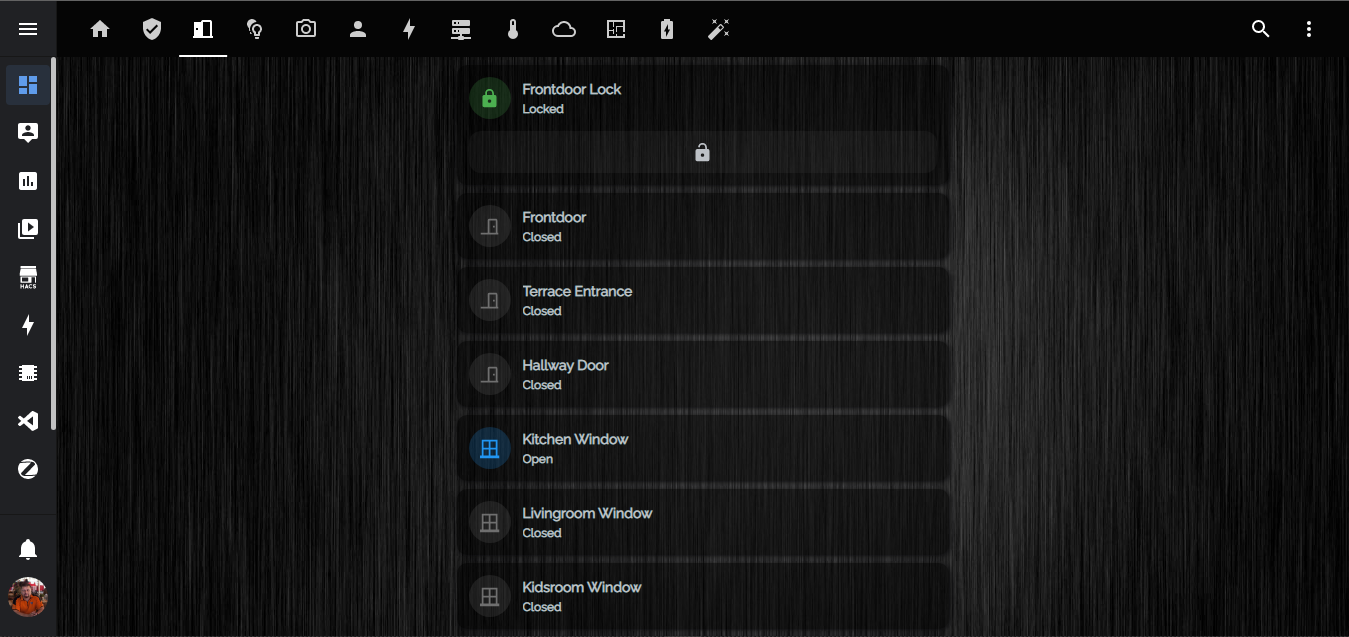 Frontdoor Lock
Locked
Frontdoor
Closed
Terrace Entrance
Closed
HACS
Hallway Door
Closed
Kitchen Window
Open
Livingroom Window
Closed
Kidsroom Window
Closed